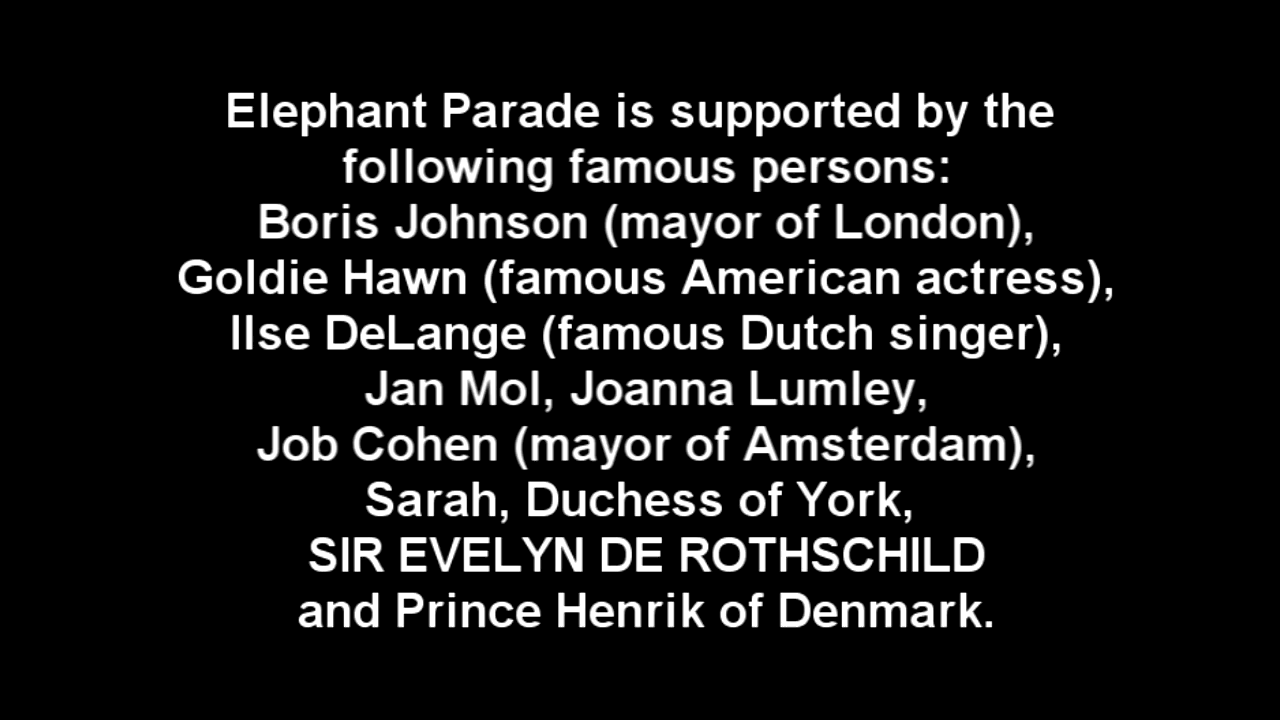 Elephant Parade is supported by the
following famous persons:
Boris Johnson (mayor of London),
Goldie Hawn (famous American actress),
Ilse DeLange (famous Dutch singer),
Jan Mol, Joanna Lumley,
Job Cohen (mayor of Amsterdam),
Sarah, Duchess of York,
SIR EVELYN DE ROTHSCHILD
and Prince Henrik of Denmark.